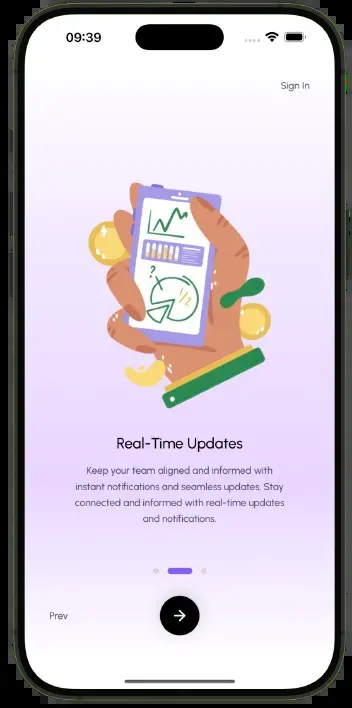 09:39
Sign In
?
1/2
Real-Time Updates
Keep your team aligned and informed with
instant notifications and seamless updates. Stay
connected and informed with real-time updates
and notifications.
Prev